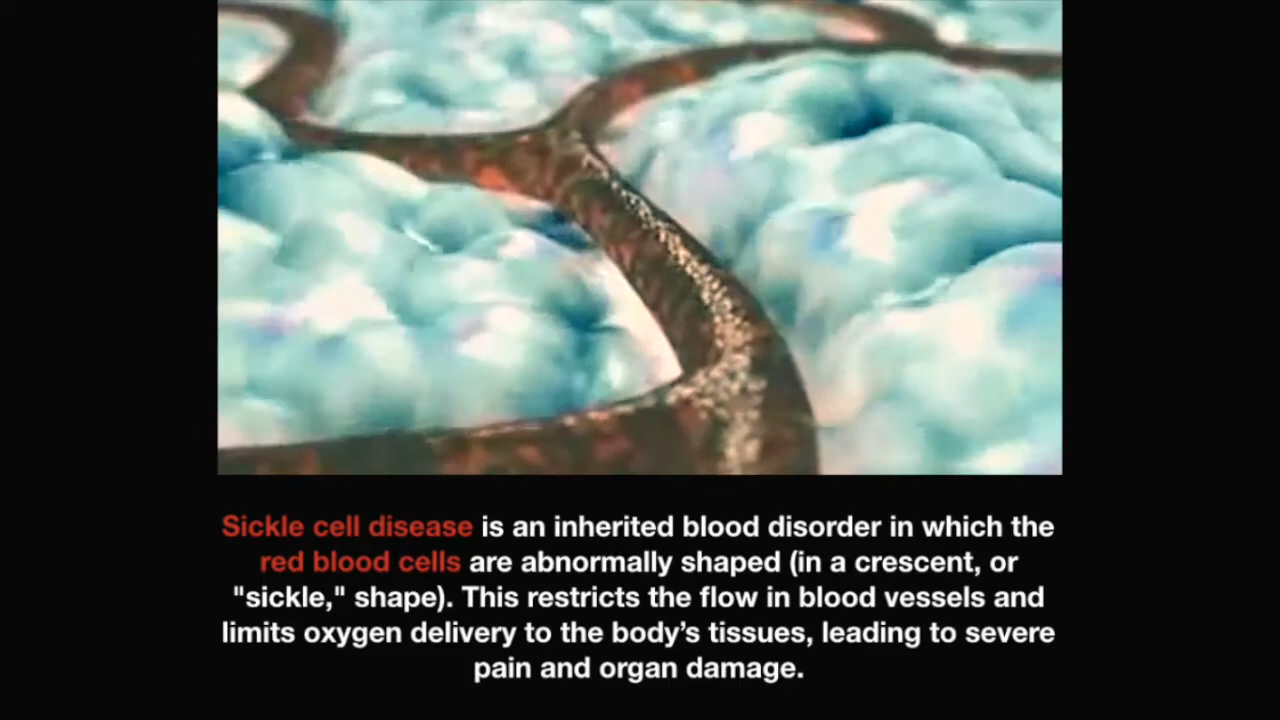 Sickle cell disease is an inherited blood disorder in which the
red blood cells are abnormally shaped (in a crescent, or
"sickle," shape). This restricts the flow in blood vessels and
limits oxygen delivery to the body’s tissues, leading to severe
pain and organ damage.